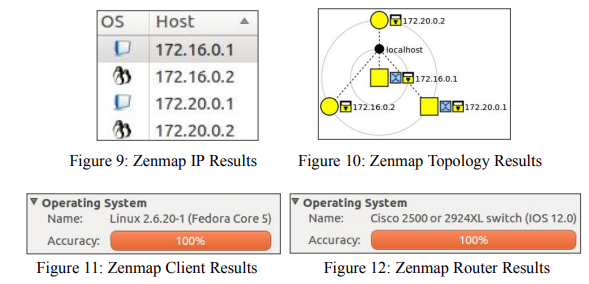 OS Host
172.16.0.1
172.16.0.2
172.20.0.1
172.20.0.2
Figure 9: Zenmap IP Results
172.20.0.2
localhost
172.16.0.1
172.16.0.2
172.20.0.1
Figure 10: Zenmap Topology Results
Operating System
Name: Linux 2.6.20-1 (Fedora Core 5)
Accuracy: 100%
Figure 11: Zenmap Client Results
Operating System
Name: Cisco 2500 or 2924XL switch (IOS 12.0)
Accuracy: 100%
Figure 12: Zenmap Router Results